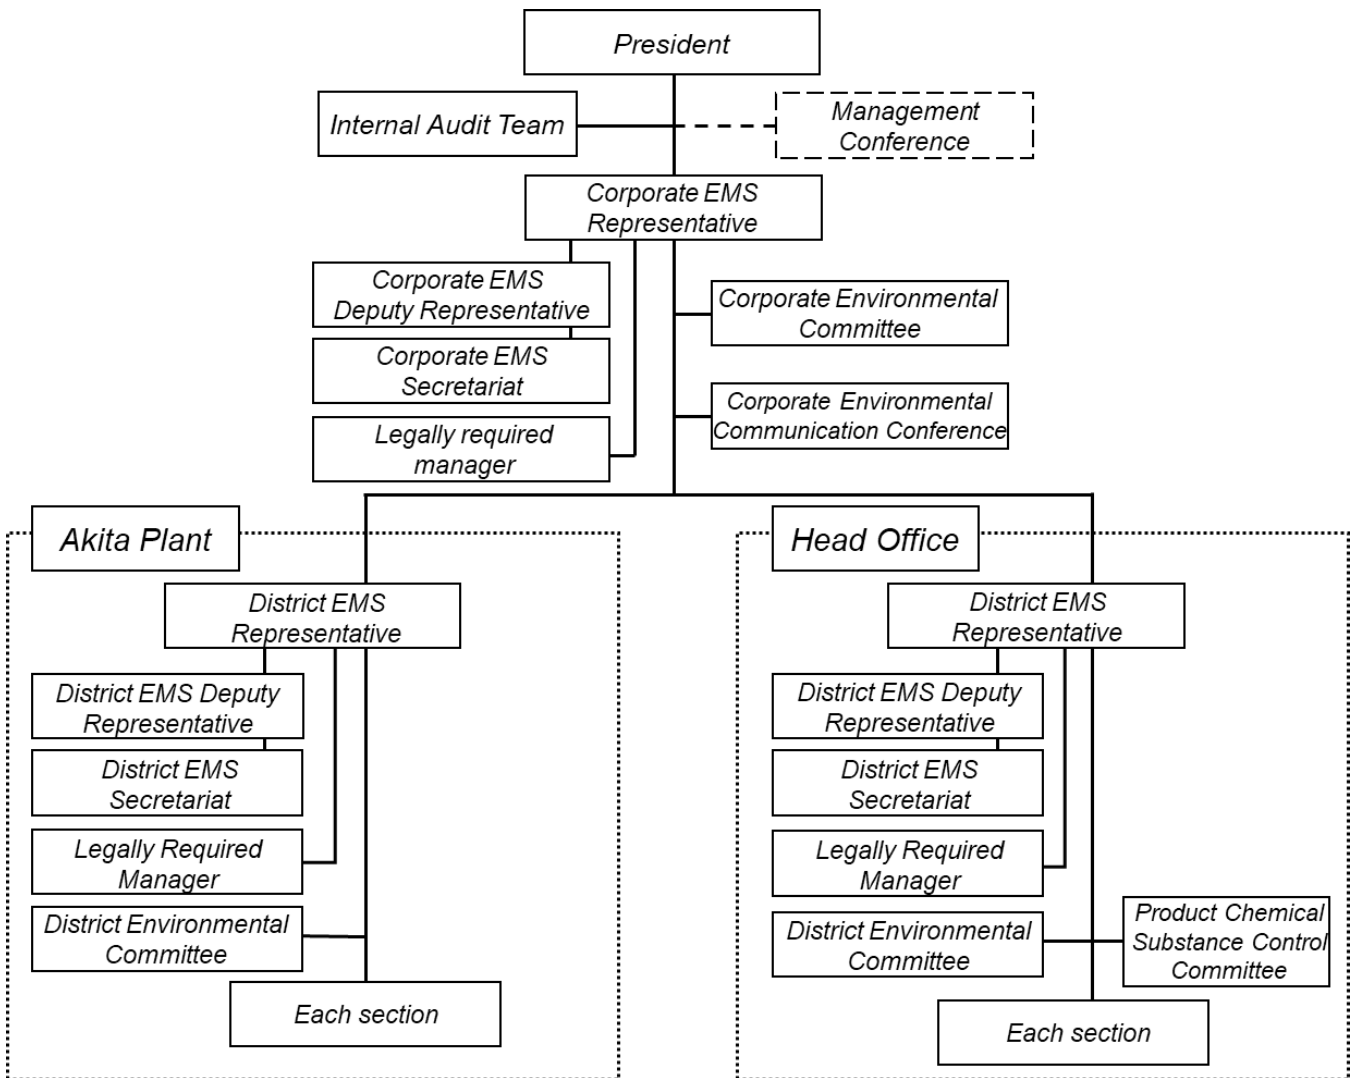 President
Internal Audit Team
Management
Conference
Corporate EMS
Representative
Corporate EMS
Deputy Representative
Corporate EMS
Secretariat
Legally required
manager
Corporate Environmental
Committee
Corporate Environmental
Communication Conference
Akita Plant
District EMS
Representative
District EMS Deputy
Representative
District EMS
Secretariat
Legally Required
Manager
District Environmental
Committee
Each section
Head Office
District EMS
Representative
District EMS Deputy
Representative
District EMS
Secretariat
Legally Required
Manager
District Environmental
Committee
Product Chemical
Substance Control
Committee
Each section